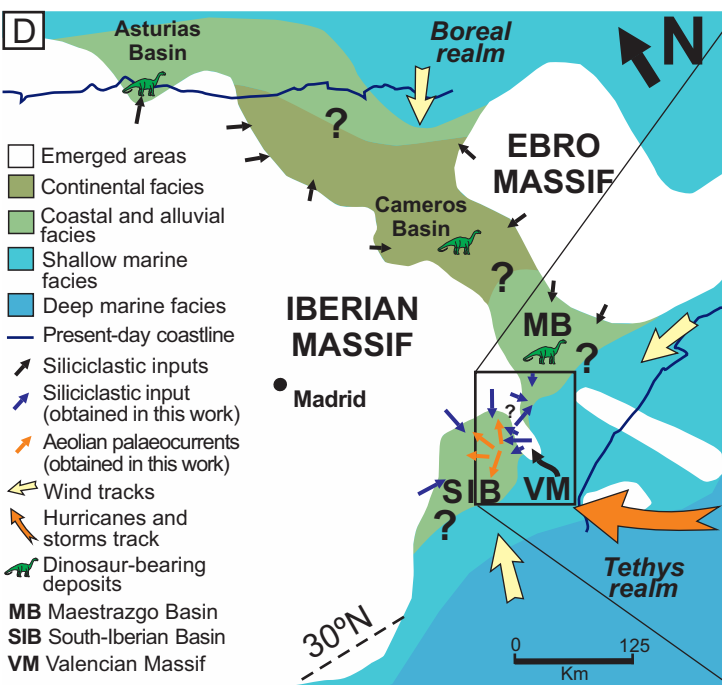 D
Asturias
Basin
Boreal
realm
N
?
EBRO
MASSIF
Emerged areas
Continental facies
Coastal and alluvial
facies
Shallow marine
facies
Deep marine facies
Present-day coastline
Siliciclastic inputs
Siliciclastic input
(obtained in this work)
Aeolian palaeocurrents
(obtained in this work)
Wind tracks
Hurricanes and
storms track
Dinosaur-bearing
deposits
MB Maestrazgo Basin
SIB South-Iberian Basin
VM Valencian Massif
Cameros
Basin
?
IBERIAN
MASSIF
MB
?
Madrid
?
SIB
VM
?
Tethys
realm
30ºN
0 125
Km